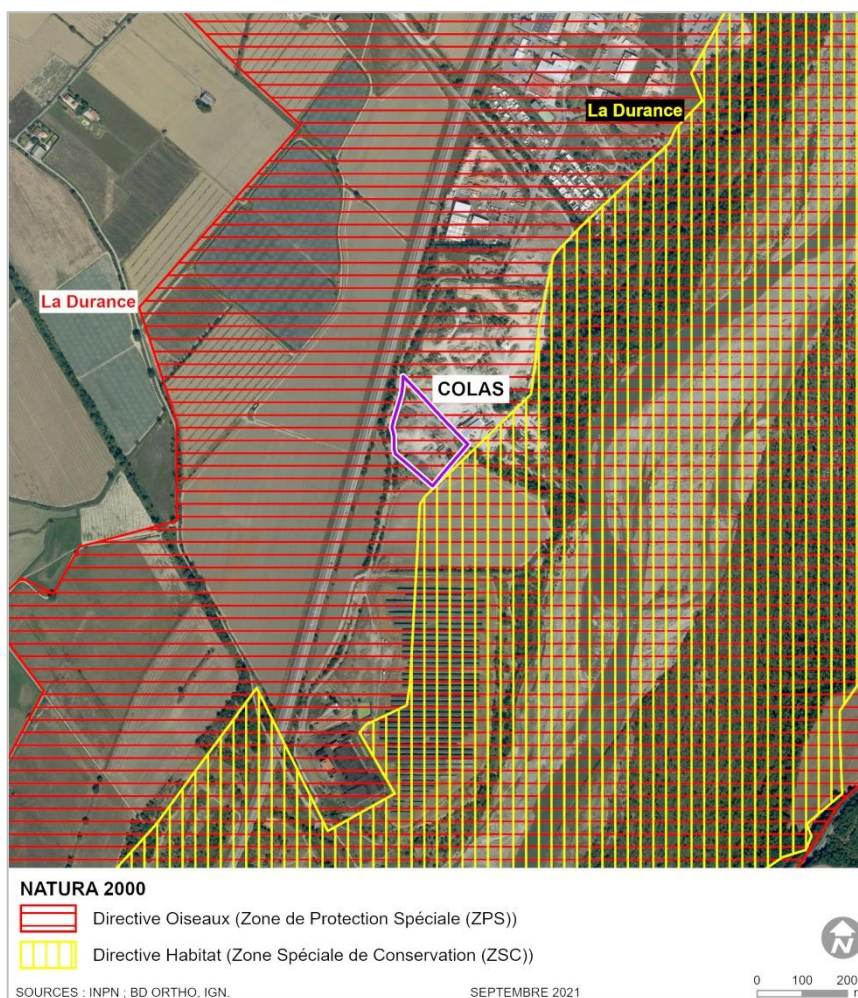 La Durance
La Durance
COLAS
NATURA 2000
Directive Oiseaux (Zone de Protection Spéciale (ZPS))
Directive Habitat (Zone Spéciale de Conservation (ZSC))
N
SOURCES : INPN ; BD ORTHO, IGN.
SEPTEMBRE 2021
0 100 200